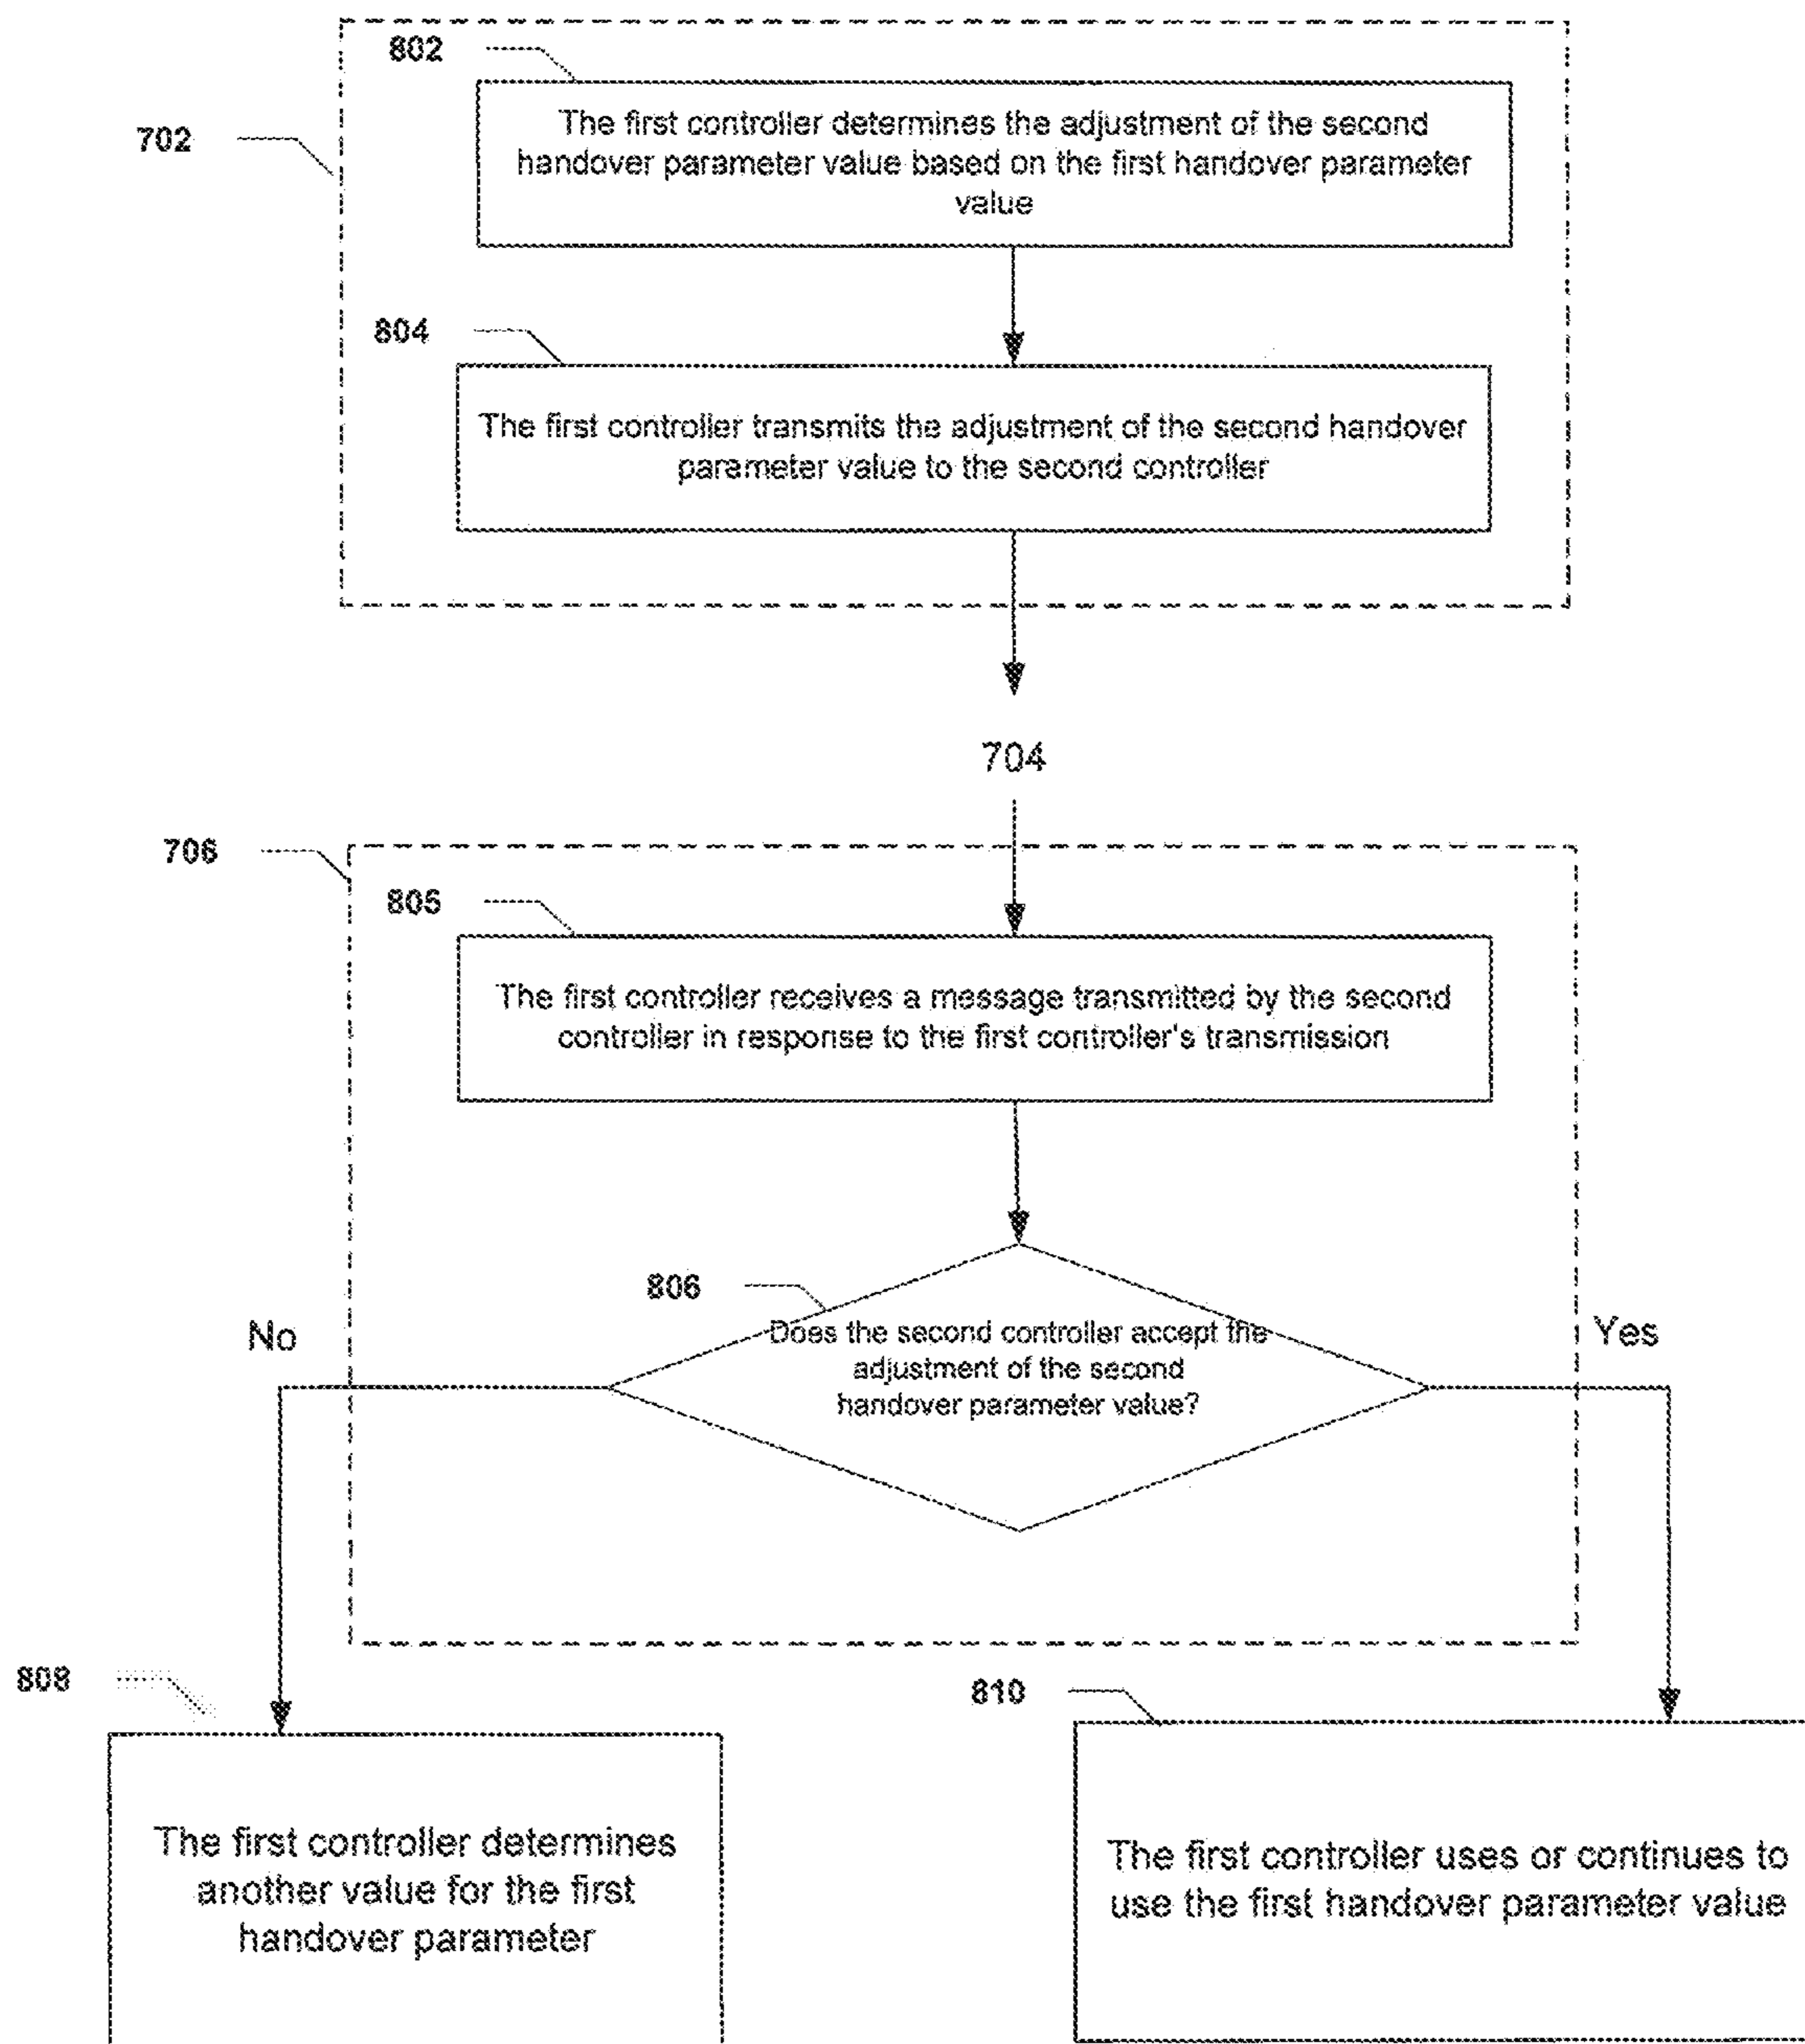 802
The first controller determines the adjustment of the second
handover parameter value based on the first handover parameter
value
702
804
The first controller transmits the adjustment of the second handover
parameter value to the second controller
704
706
805
The first controller receives a message transmitted by the second
controller in response to the first controller's transmission
806
Does the second controller accept the
adjustment of the second
handover parameter value?
No
Yes
808
The first controller determines
another value for the first
handover parameter
810
The first controller uses or continues to
use the first handover parameter value